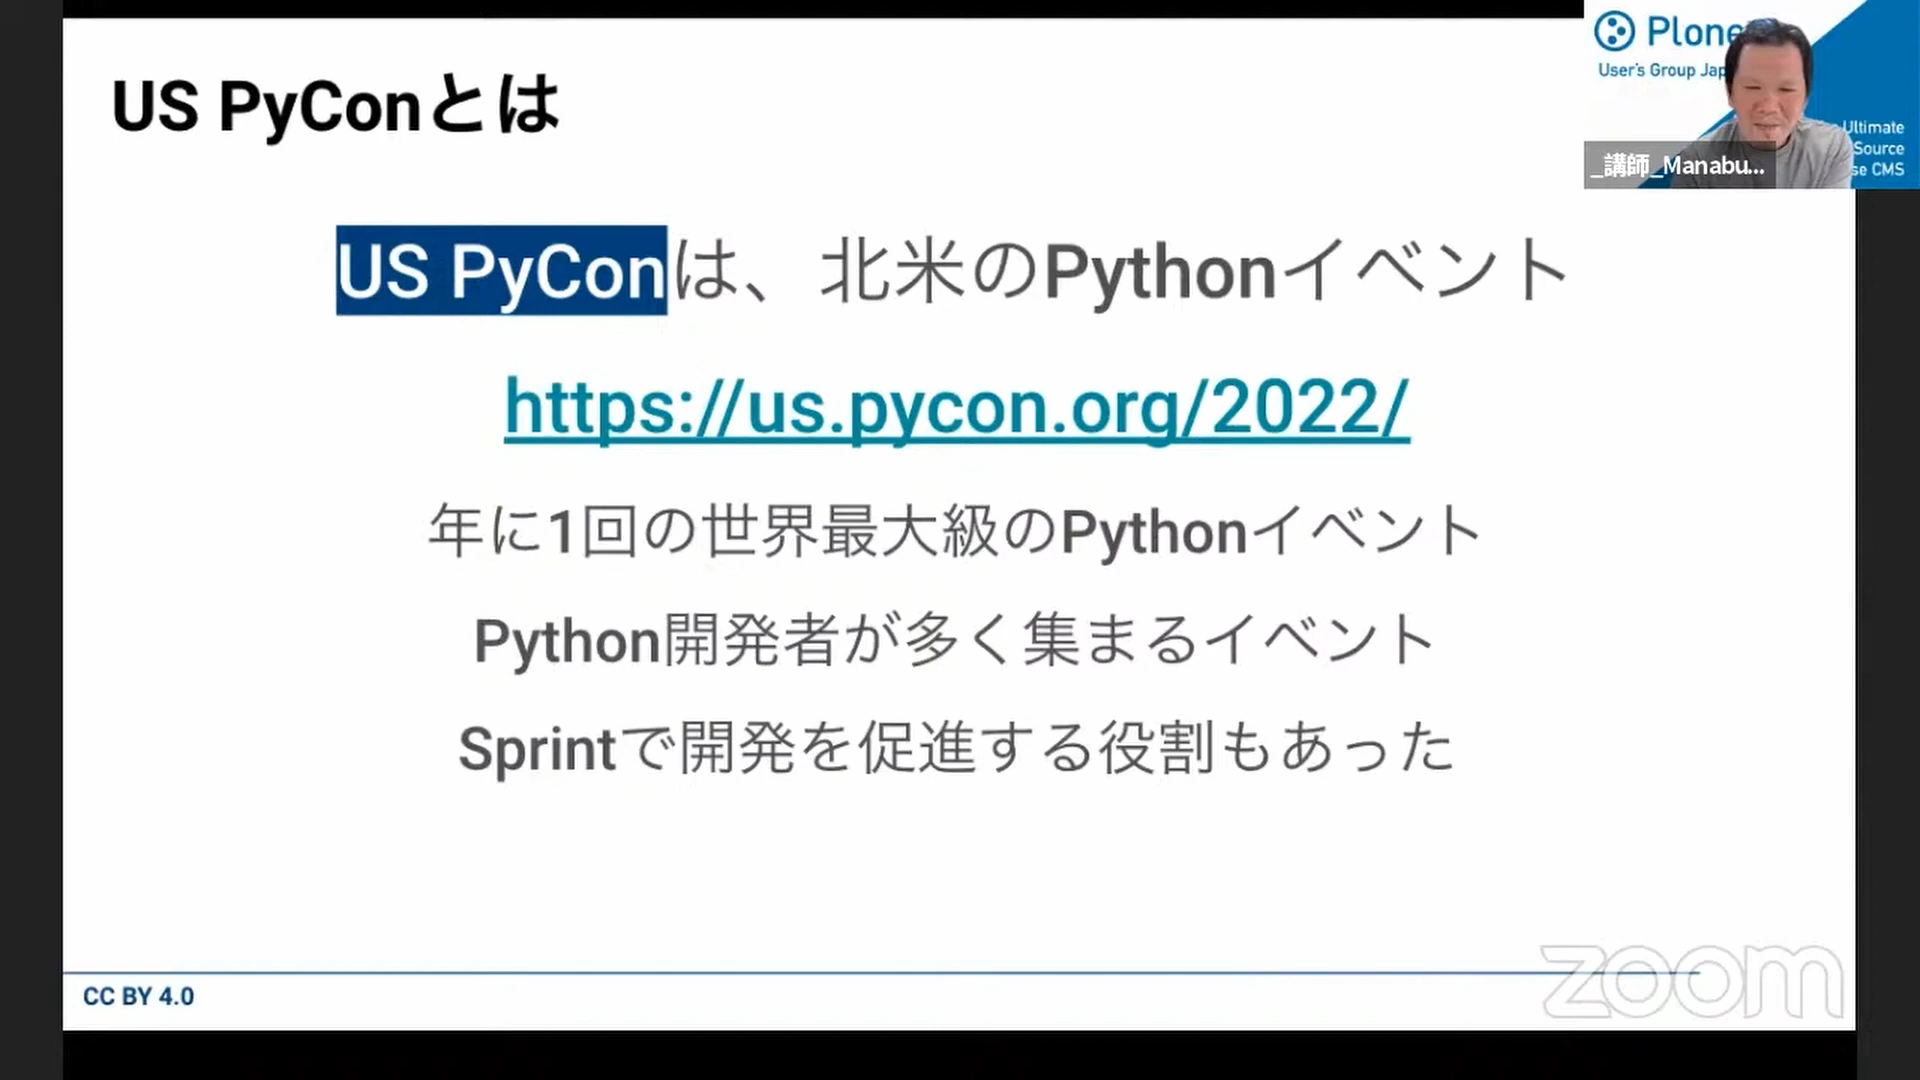 US PyConとは
US PyConは、北米のPythonイベント
https://us.pycon.org/2022/
年に1回の世界最大級のPythonイベント
Python開発者が多く集まるイベント
Sprintで開発を促進する役割もあった
CC BY 4.0
Plone
User's Group
Ultimate
Source
CMS
_講師_Manabu...
zoom